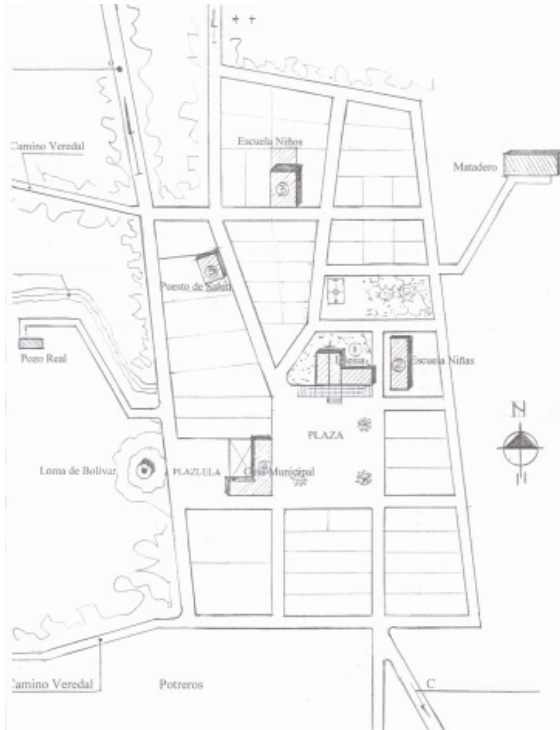 Escuela Niños
Camino Veredal
Matadero
Puesto de Salud
Pozo Real
Iglesia
Escuela Niñas
N
PLAZA
Loma de Bolívar
PLAZUELA
Casa Municipal
Camino Veredal
Potreros
C